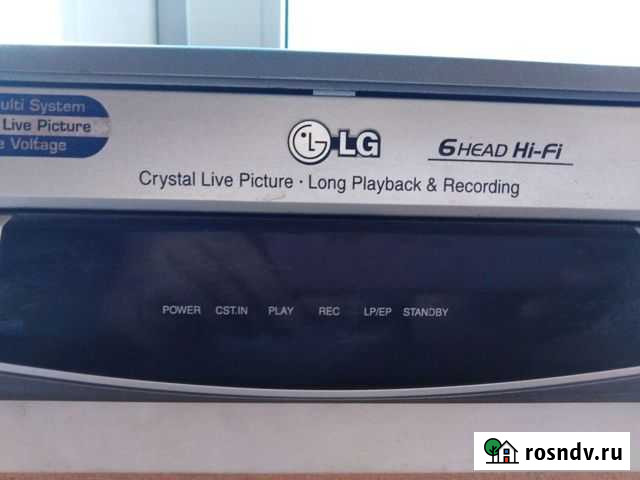 ulti System
Live Picture
e Voltage
LG
6HEAD Hi-Fi
Crystal Live Picture · Long Playback & Recording
POWER CST.IN PLAY REC LP/EP STANDBY
rosndv.ru